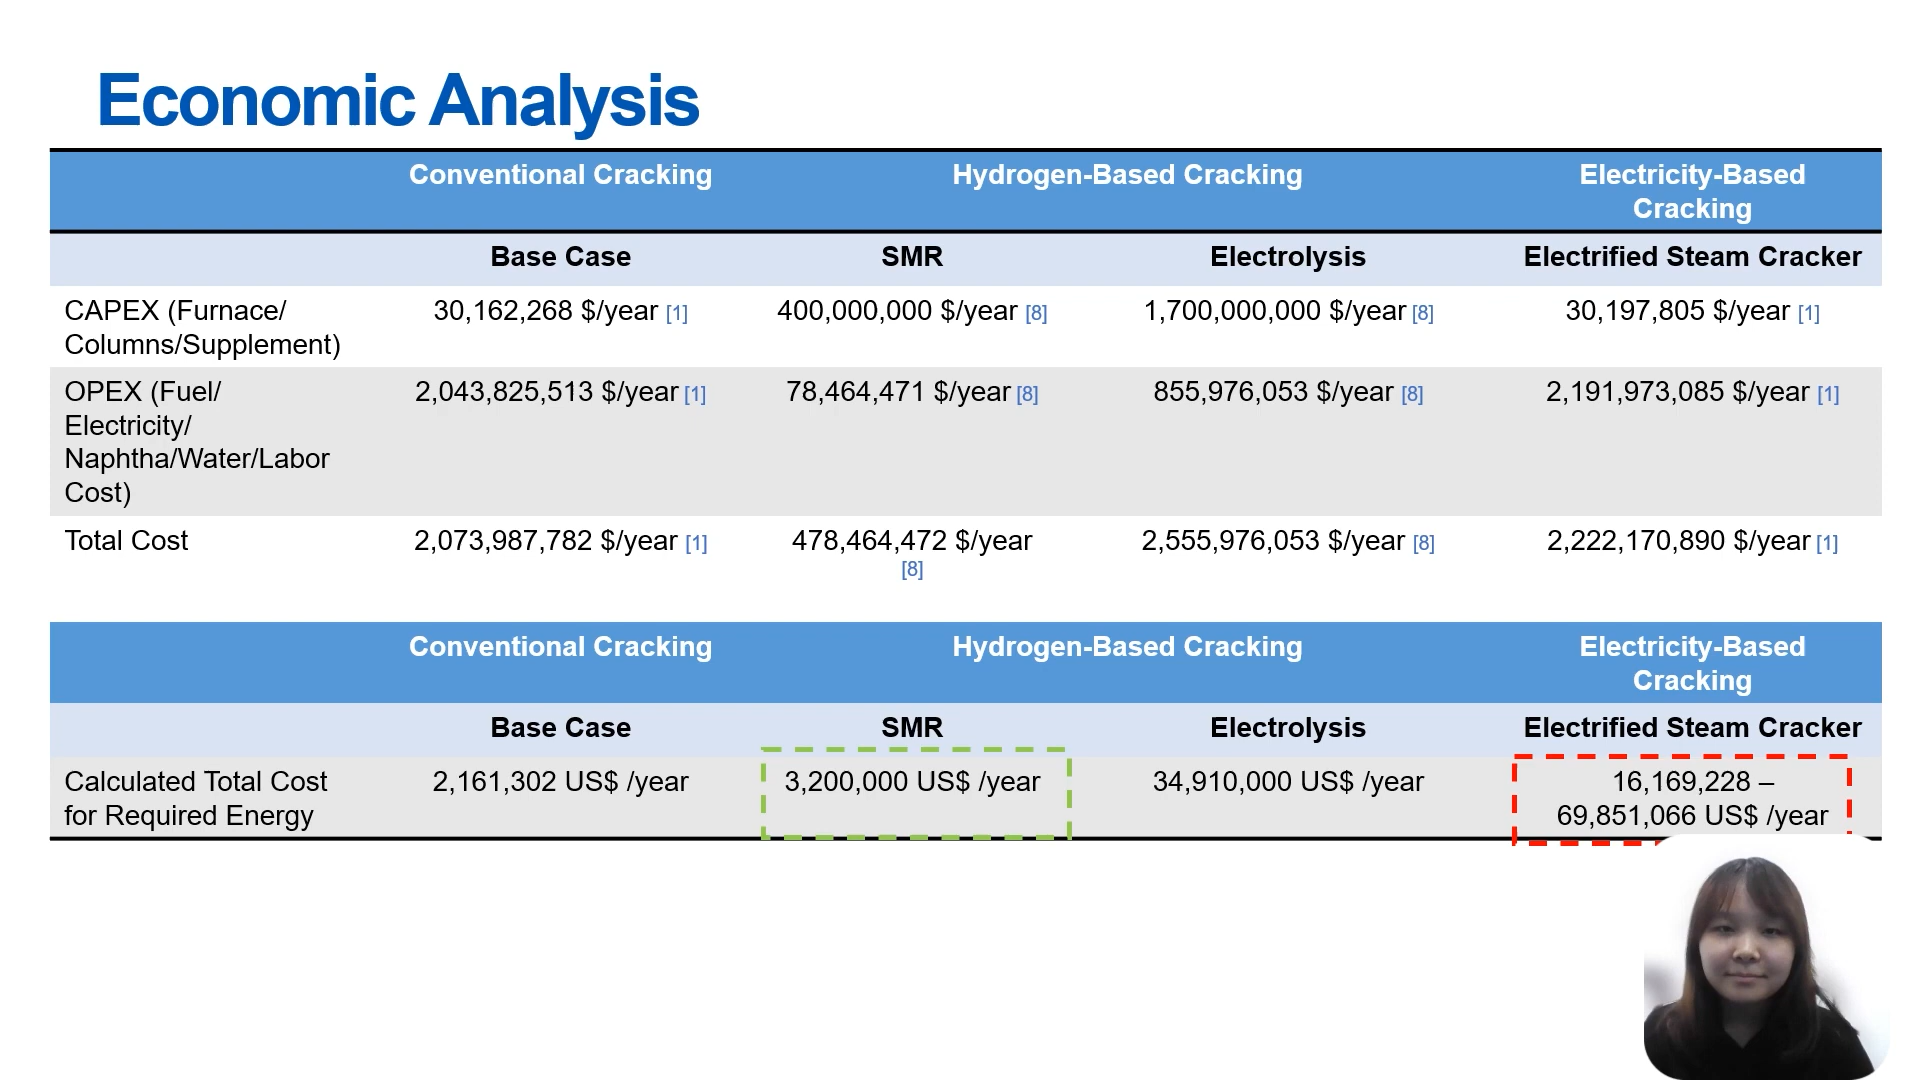 Economic Analysis
Conventional Cracking Hydrogen-Based Cracking Electricity-Based
Cracking
Base Case SMR Electrolysis Electrified Steam Cracker
CAPEX (Furnace/ 30,162,268 $/year [1] 400,000,000 $/year [8] 1,700,000,000 $/year [8] 30,197,805 $/year [1]
Columns/Supplement)
OPEX (Fuel/ 2,043,825,513 $/year [1] 78,464,471 $/year [8] 855,976,053 $/year [8] 2,191,973,085 $/year [1]
Electricity/
Naphtha/Water/Labor
Cost)
Total Cost 2,073,987,782 $/year [1] 478,464,472 $/year 2,555,976,053 $/year [8] 2,222,170,890 $/year [1]
[8]
Conventional Cracking Hydrogen-Based Cracking Electricity-Based
Cracking
Base Case SMR Electrolysis Electrified Steam Cracker
Calculated Total Cost 2,161,302 US$ /year 3,200,000 US$ /year 34,910,000 US$ /year 16,169,228 –
for Required Energy 69,851,066 US$ /year